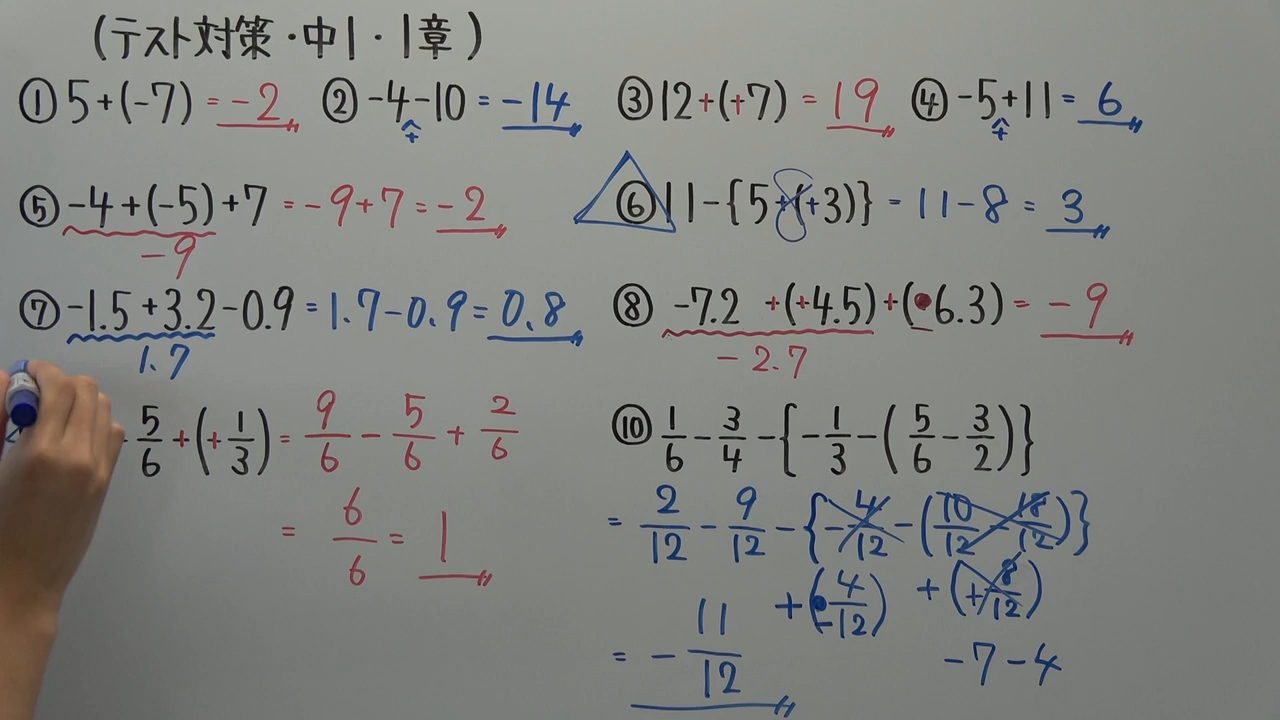 (テスト対策・中1・1章)
① 5+(-7) = -2 ② -4-10 = -14 ③ 12+(+7) = 19 ④ -5+11 = 6
+ +
⑤ -4+(-5)+7 = -9+7 = -2 ⑥ 11-{5+(+3)} = 11-8 = 3
-9
⑦ -1.5+3.2-0.9 = 1.7-0.9 = 0.8 ⑧ -7.2 +(+4.5)+(6.3) = -9
1.7 -2.7
5/6 + (+1/3) = 9/6 - 5/6 + 2/6 ⑩ 1/6 - 3/4 - {-1/3 - (5/6 - 3/2)}
= 6/6 = 1
= 2/12 - 9/12 - {-4/12 - (10/12 - 18/12)}
+(-4/12) +(+8/12)
= -11/12 -7-4